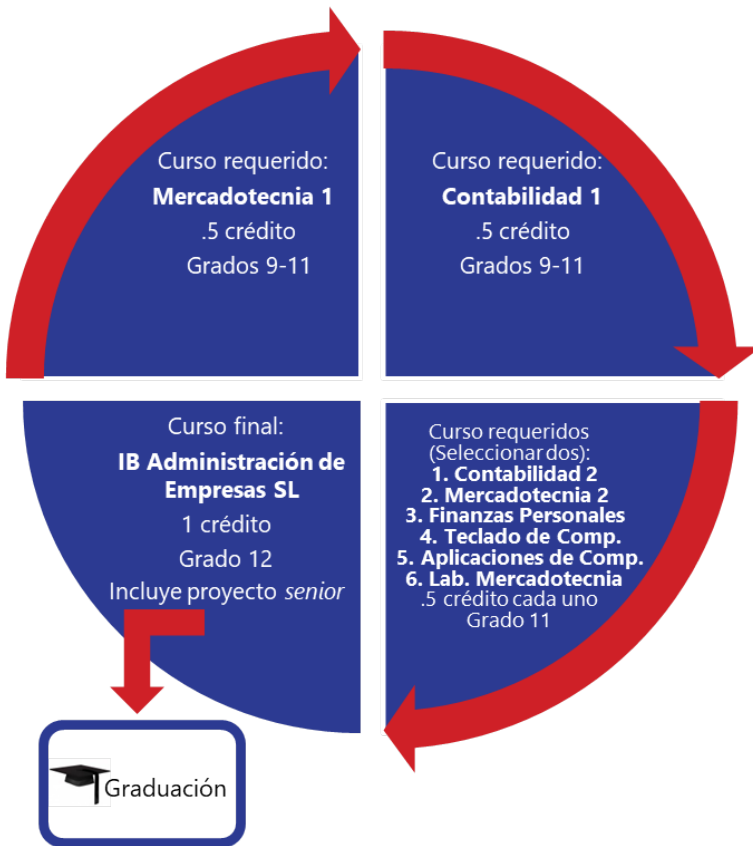 Curso requerido:
Mercadotecnia 1
.5 crédito
Grados 9-11
Curso requerido:
Contabilidad 1
.5 crédito
Grados 9-11
Curso requeridos
(Seleccionar dos):
1. Contabilidad 2
2. Mercadotecnia 2
3. Finanzas Personales
4. Teclado de Comp.
5. Aplicaciones de Comp.
6. Lab. Mercadotecnia
.5 crédito cada uno
Grado 11
Curso final:
IB Administración de
Empresas SL
1 crédito
Grado 12
Incluye proyecto senior
Graduación